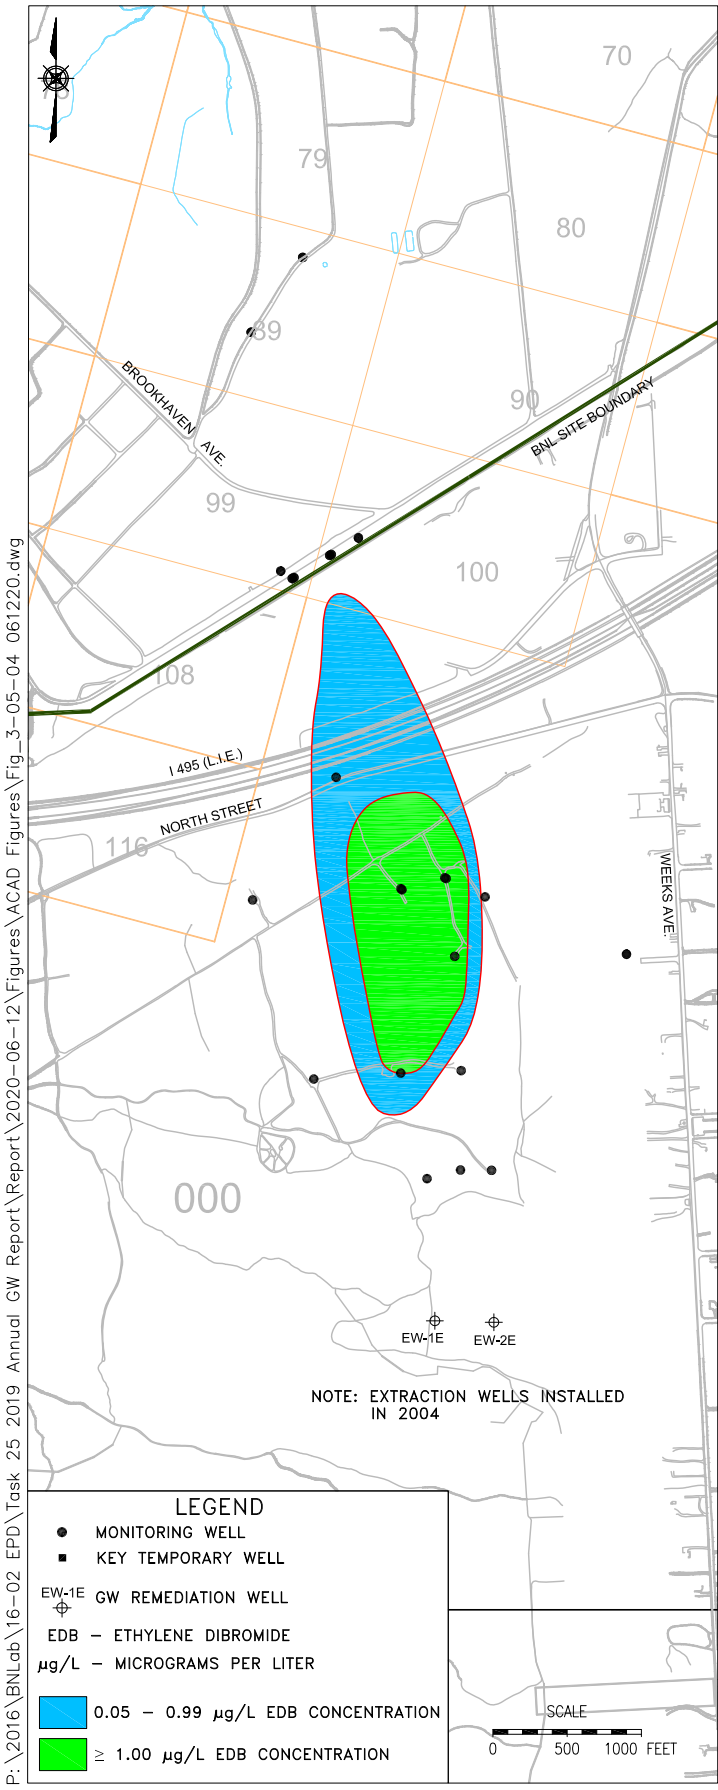 70
78
79
80
89
BROOKHAVEN AVE.
90
BNL SITE BOUNDARY
99
100
108
I 495 (L.I.E.)
NORTH STREET
116
WEEKS AVE.
000
EW-1E
EW-2E
NOTE: EXTRACTION WELLS INSTALLED
IN 2004
LEGEND
MONITORING WELL
KEY TEMPORARY WELL
EW-1E
GW REMEDIATION WELL
EDB - ETHYLENE DIBROMIDE
µg/L - MICROGRAMS PER LITER
0.05 - 0.99 µg/L EDB CONCENTRATION
≥ 1.00 µg/L EDB CONCENTRATION
SCALE
0 500 1000 FEET
P:\2016\BNLab\16-02 EPD\Task 25 2019 Annual GW Report\Report\2020-06-12\Figures\ACAD Figures\Fig_3-05-04 061220.dwg